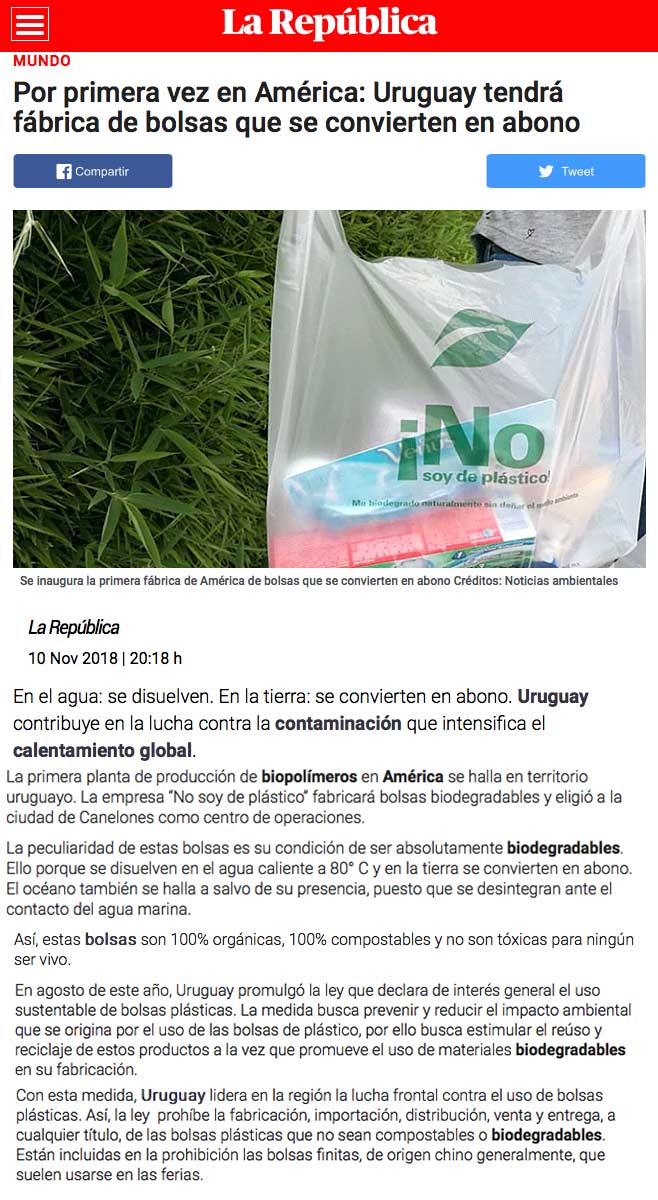 La República
MUNDO
Por primera vez en América: Uruguay tendrá
fábrica de bolsas que se convierten en abono
Compartir
Tweet
¡No
soy de plástico!
Me biodegrado naturalmente sin dañar el medio ambiente
Se inaugura la primera fábrica de América de bolsas que se convierten en abono Créditos: Noticias ambientales
La República
10 Nov 2018 | 20:18 h
En el agua: se disuelven. En la tierra: se convierten en abono. Uruguay
contribuye en la lucha contra la contaminación que intensifica el
calentamiento global.
La primera planta de producción de biopolímeros en América se halla en territorio
uruguayo. La empresa “No soy de plástico” fabricará bolsas biodegradables y eligió a la
ciudad de Canelones como centro de operaciones.
La peculiaridad de estas bolsas es su condición de ser absolutamente biodegradables.
Ello porque se disuelven en el agua caliente a 80° C y en la tierra se convierten en abono.
El océano también se halla a salvo de su presencia, puesto que se desintegran ante el
contacto del agua marina.
Así, estas bolsas son 100% orgánicas, 100% compostables y no son tóxicas para ningún
ser vivo.
En agosto de este año, Uruguay promulgó la ley que declara de interés general el uso
sustentable de bolsas plásticas. La medida busca prevenir y reducir el impacto ambiental
que se origina por el uso de las bolsas de plástico, por ello busca estimular el reúso y
reciclaje de estos productos a la vez que promueve el uso de materiales biodegradables
en su fabricación.
Con esta medida, Uruguay lidera en la región la lucha frontal contra el uso de bolsas
plásticas. Así, la ley prohíbe la fabricación, importación, distribución, venta y entrega, a
cualquier título, de las bolsas plásticas que no sean compostables o biodegradables.
Están incluidas en la prohibición las bolsas finitas, de origen chino generalmente, que
suelen usarse en las ferias.